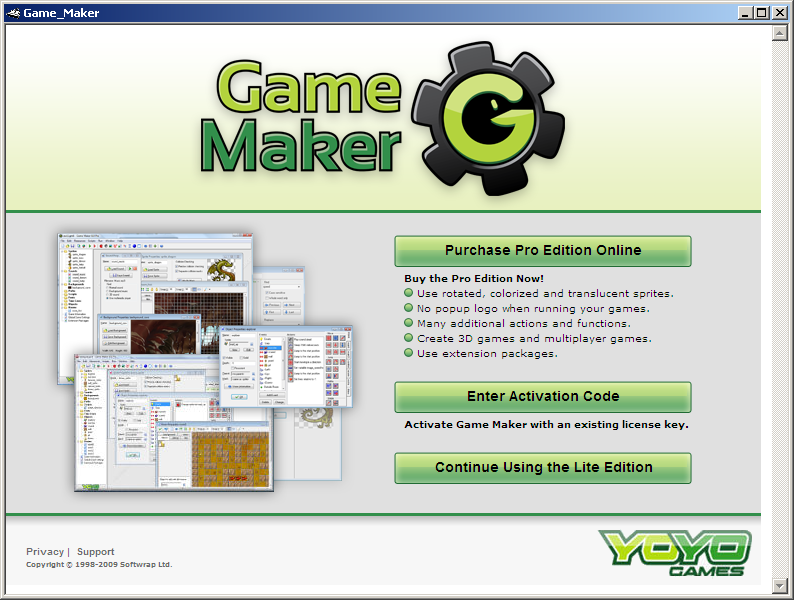 Game_Maker
Game
Maker
Purchase Pro Edition Online
Buy the Pro Edition Now!
Use rotated, colorized and translucent sprites.
No popup logo when running your games.
Many additional actions and functions.
Create 3D games and multiplayer games.
Use extension packages.
Enter Activation Code
Activate Game Maker with an existing license key.
Continue Using the Lite Edition
YOYO
GAMES
Privacy | Support
Copyright © 1998-2009 Softwrap Ltd.